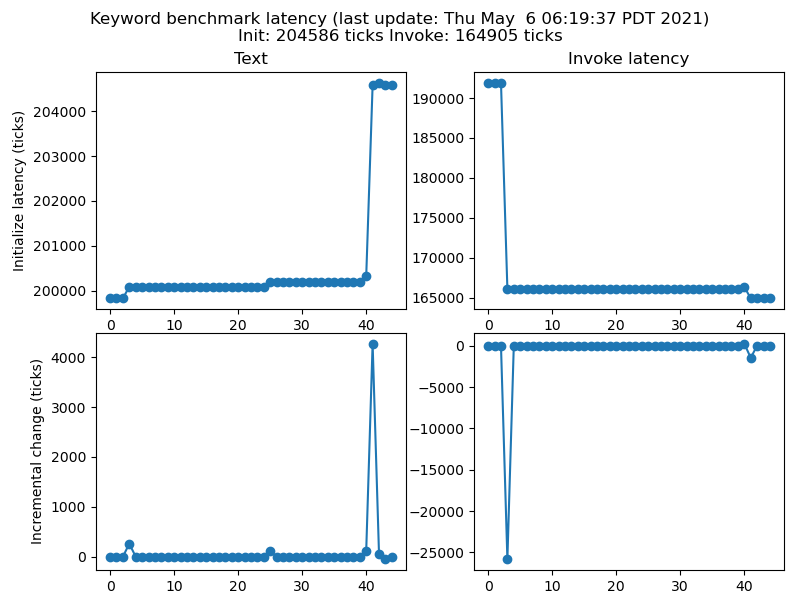 Keyword benchmark latency (last update: Thu May  6 06:19:37 PDT 2021)
Init: 204586 ticks Invoke: 164905 ticks
Text
Invoke latency
Initialize latency (ticks)
204000
203000
202000
201000
200000
0 10 20 30 40
190000
185000
180000
175000
170000
165000
0 10 20 30 40
Incremental change (ticks)
4000
3000
2000
1000
0
0 10 20 30 40
0
−5000
−10000
−15000
−20000
−25000
0 10 20 30 40